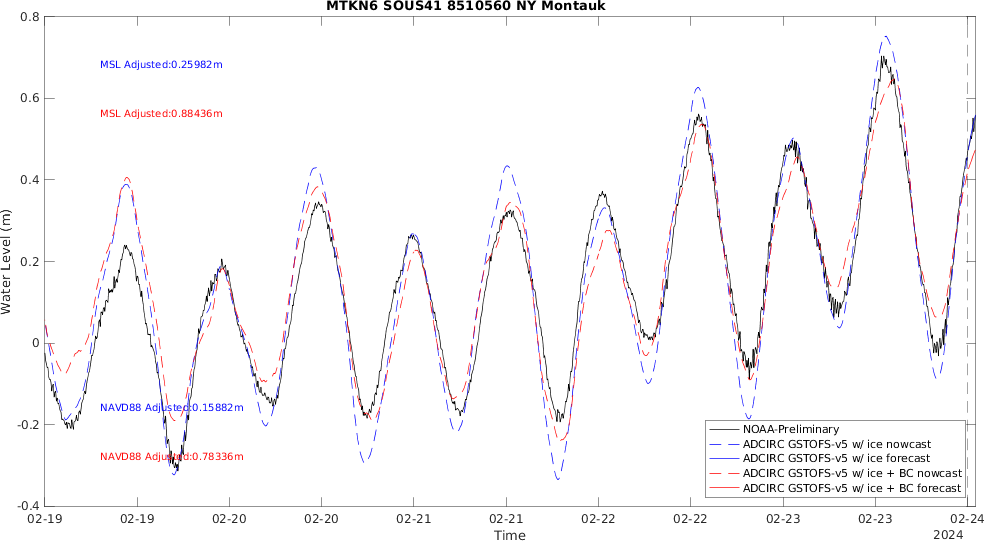 MTKN6 SOUS41 8510560 NY Montauk
0.8
0.6
0.4
0.2
0
-0.2
-0.4
Water Level (m)
MSL Adjusted:0.25982m
MSL Adjusted:0.88436m
NAVD88 Adjusted:0.15882m
NAVD88 Adjusted:0.78336m
NOAA-Preliminary
ADCIRC GSTOFS-v5 w/ ice nowcast
ADCIRC GSTOFS-v5 w/ ice forecast
ADCIRC GSTOFS-v5 w/ ice + BC nowcast
ADCIRC GSTOFS-v5 w/ ice + BC forecast
02-19 02-19 02-20 02-20 02-21 02-21 02-22 02-22 02-23 02-23 02-24
Time
2024